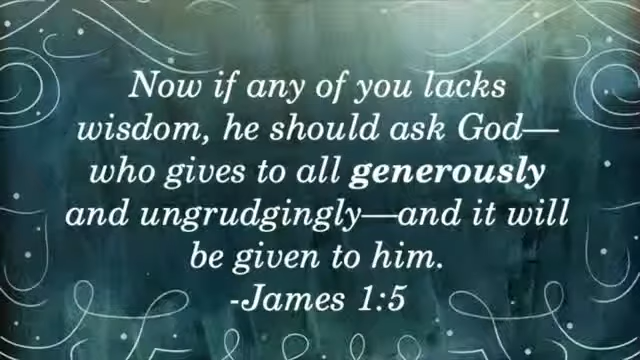 Now if any of you lacks
wisdom, he should ask God—
who gives to all generously
and ungrudgingly—and it will
be given to him.
-James 1:5